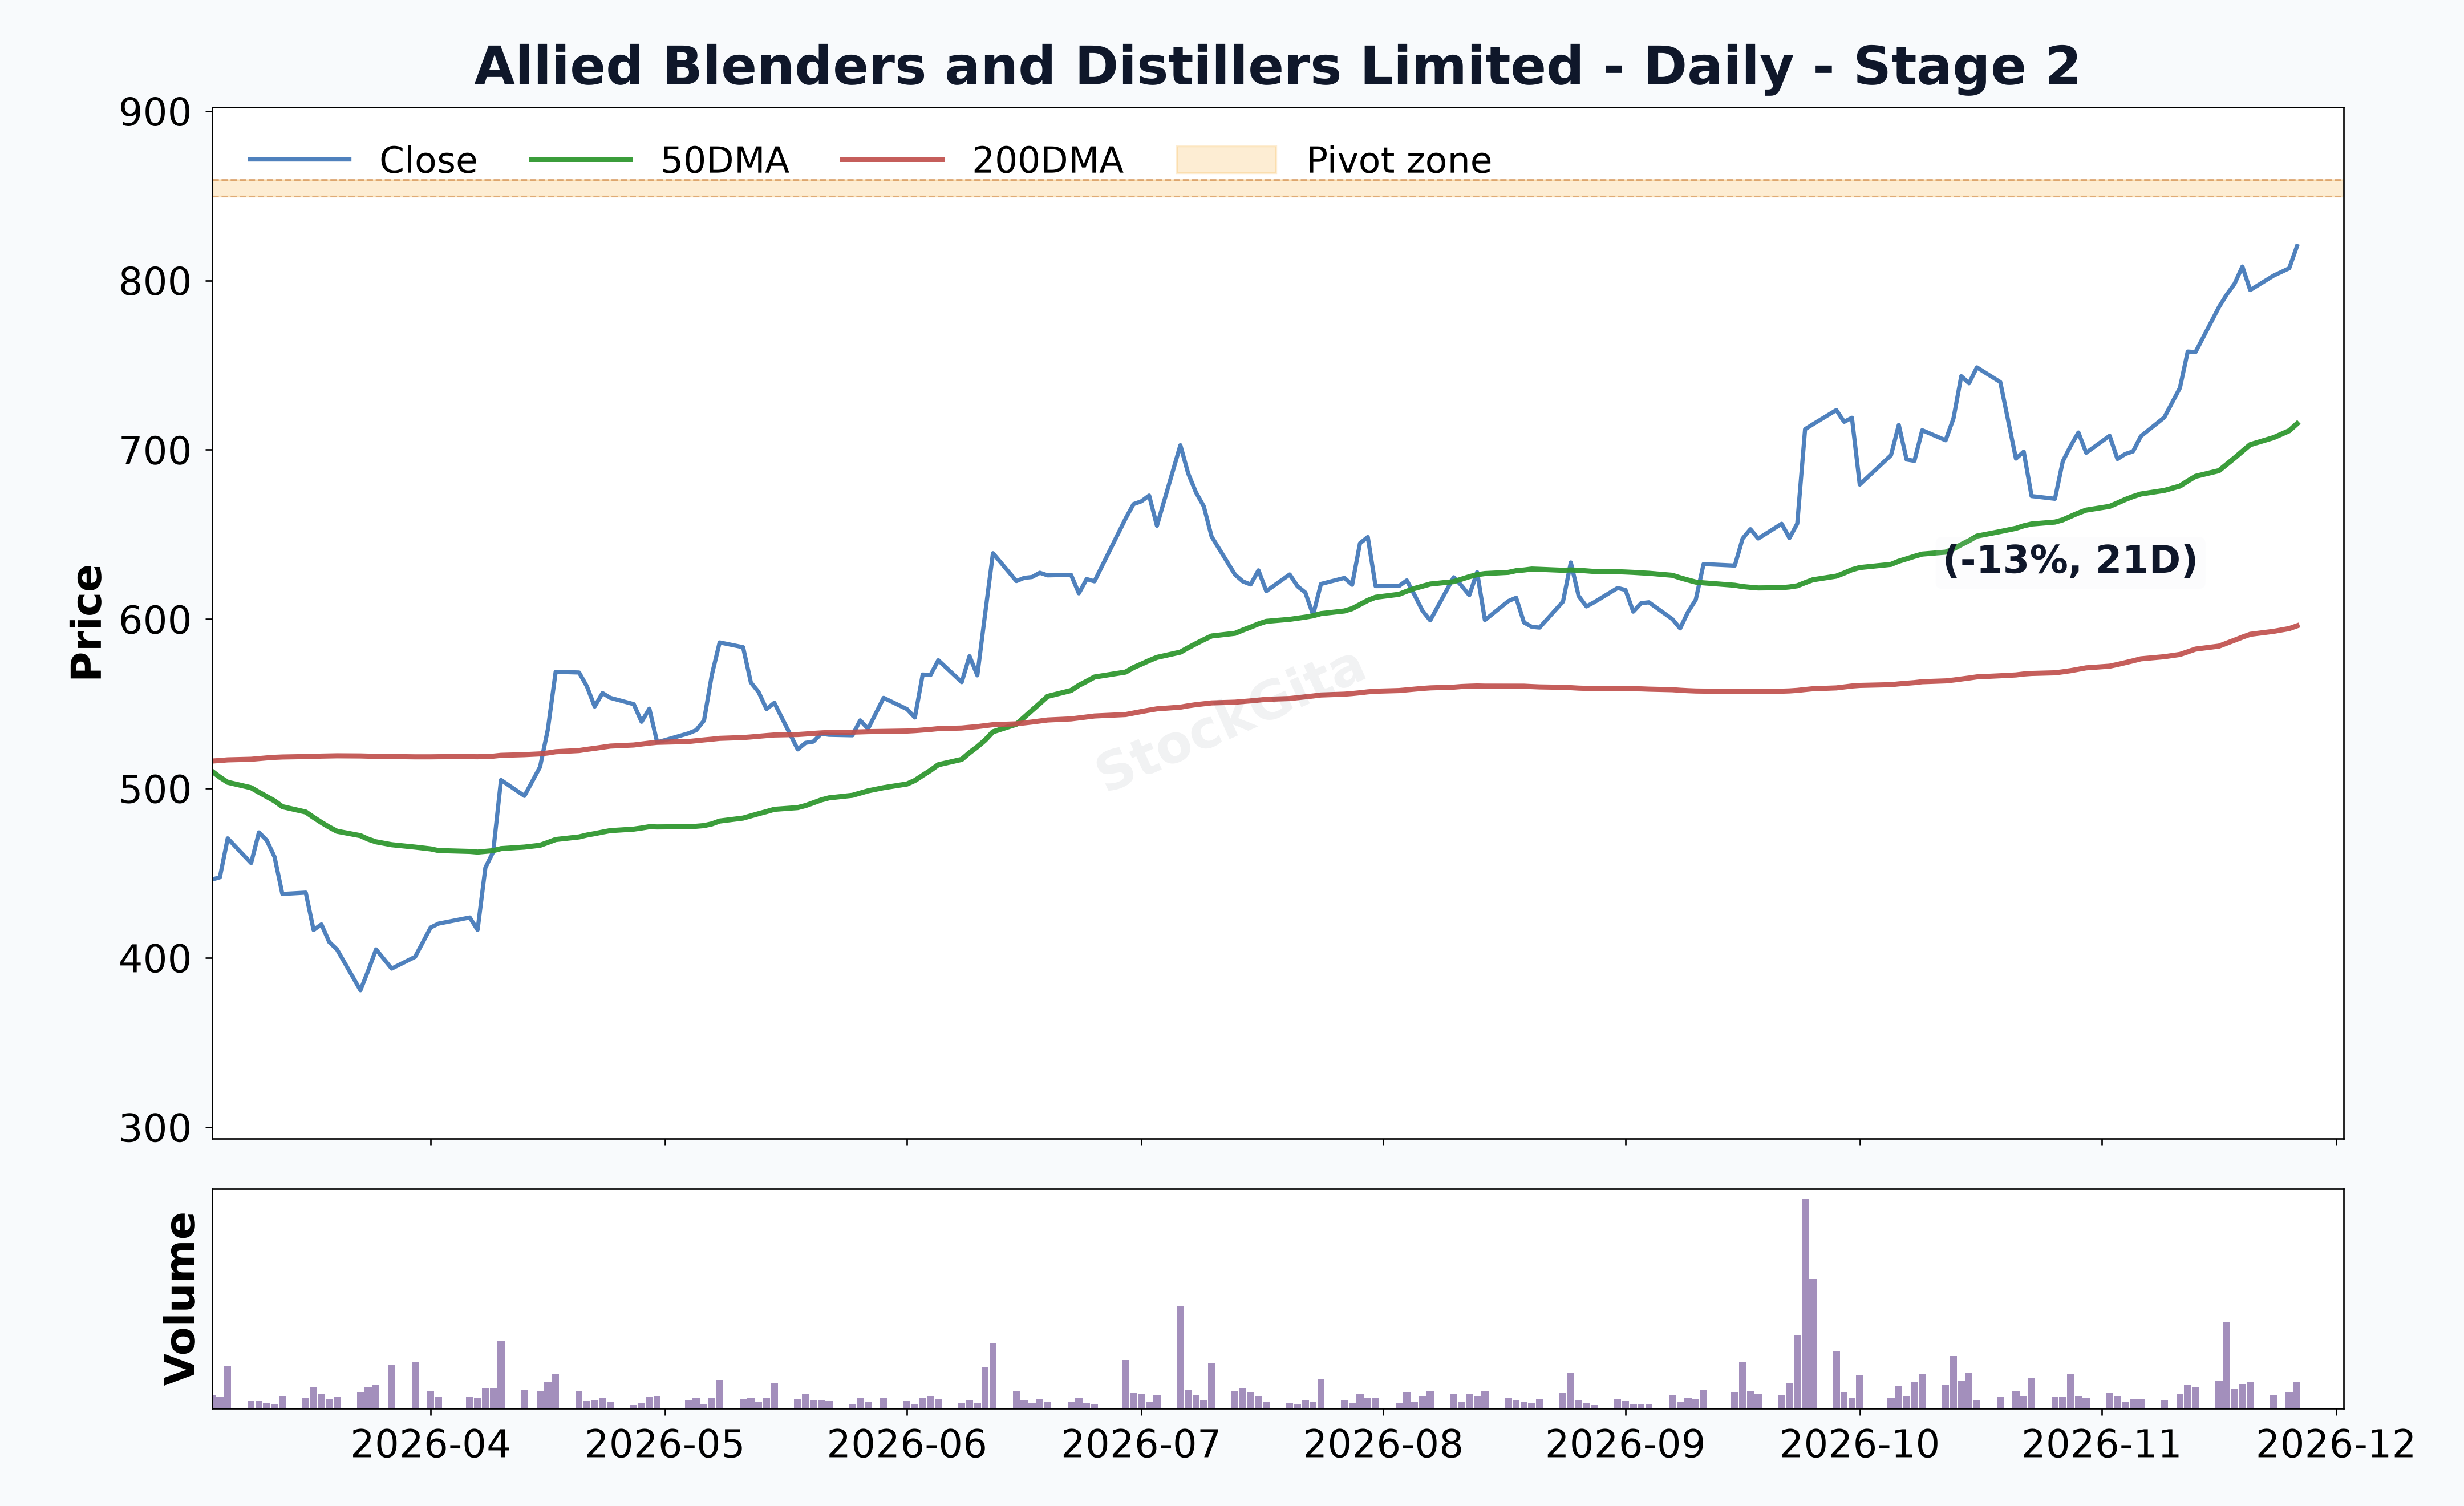 Allied Blenders and Distillers Limited - Daily - Stage 2
Close 50DMA 200DMA Pivot zone
900
800
700
600
500
400
300
Price
(-13%, 21D)
StockGita
Volume
2026-04 2026-05 2026-06 2026-07 2026-08 2026-09 2026-10 2026-11 2026-12